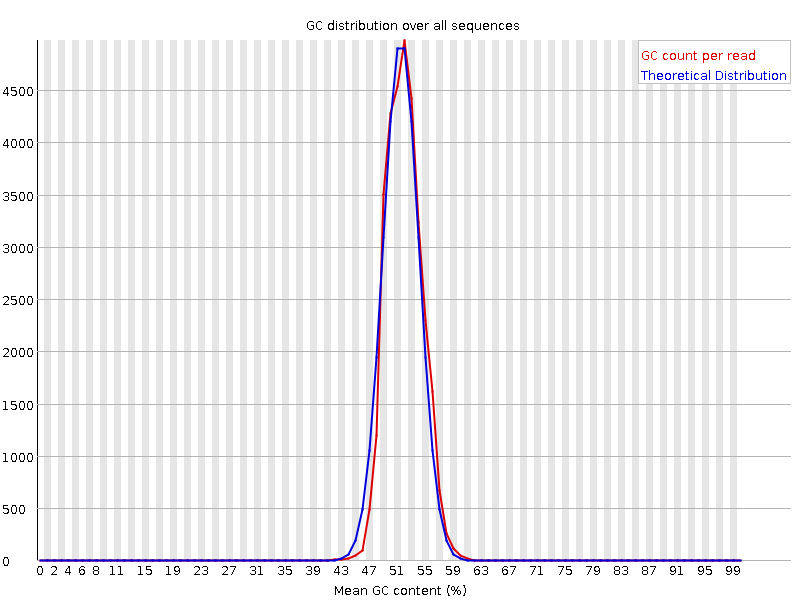 GC distribution over all sequences
GC count per read
Theoretical Distribution
4500
4000
3500
3000
2500
2000
1500
1000
500
0
0 2 4 6 8 11 15 19 23 27 31 35 39 43 47 51 55 59 63 67 71 75 79 83 87 91 95 99
Mean GC content (%)